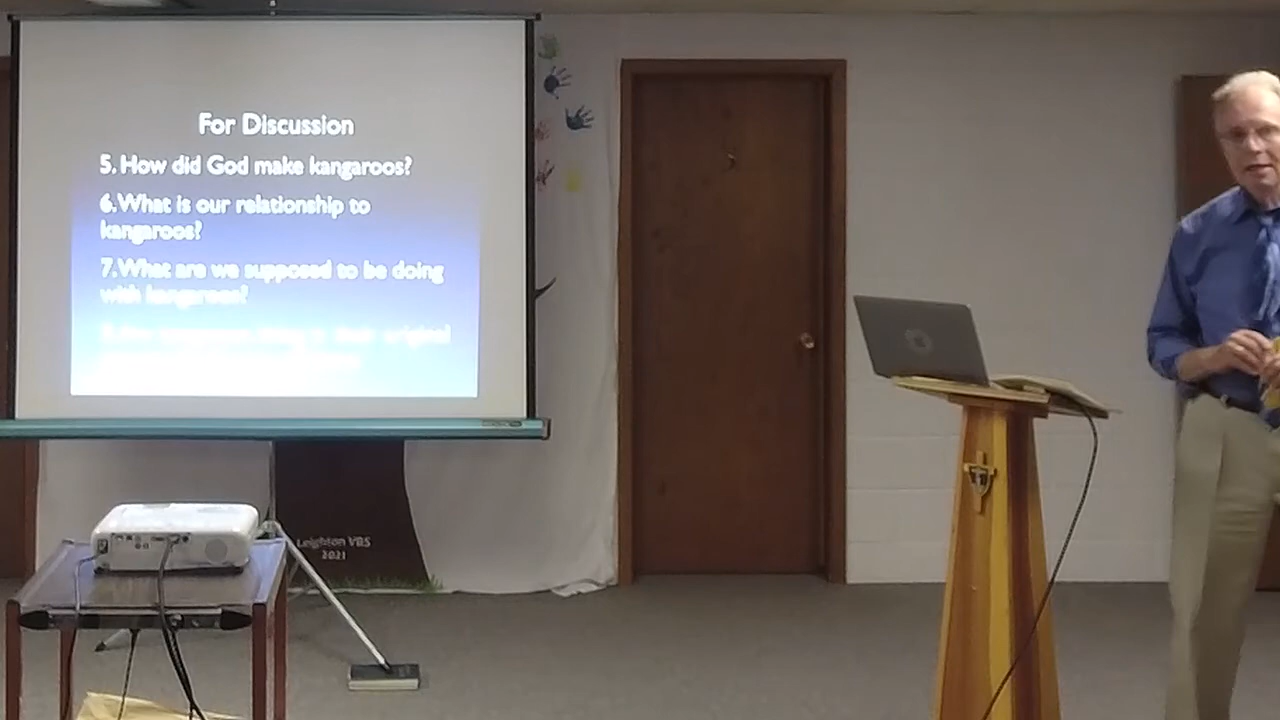 For Discussion
5. How did God make kangaroos?
6. What is our relationship to
kangaroos?
7. What are we supposed to be doing
with kangaroos?
original
Leighton VBS
2021